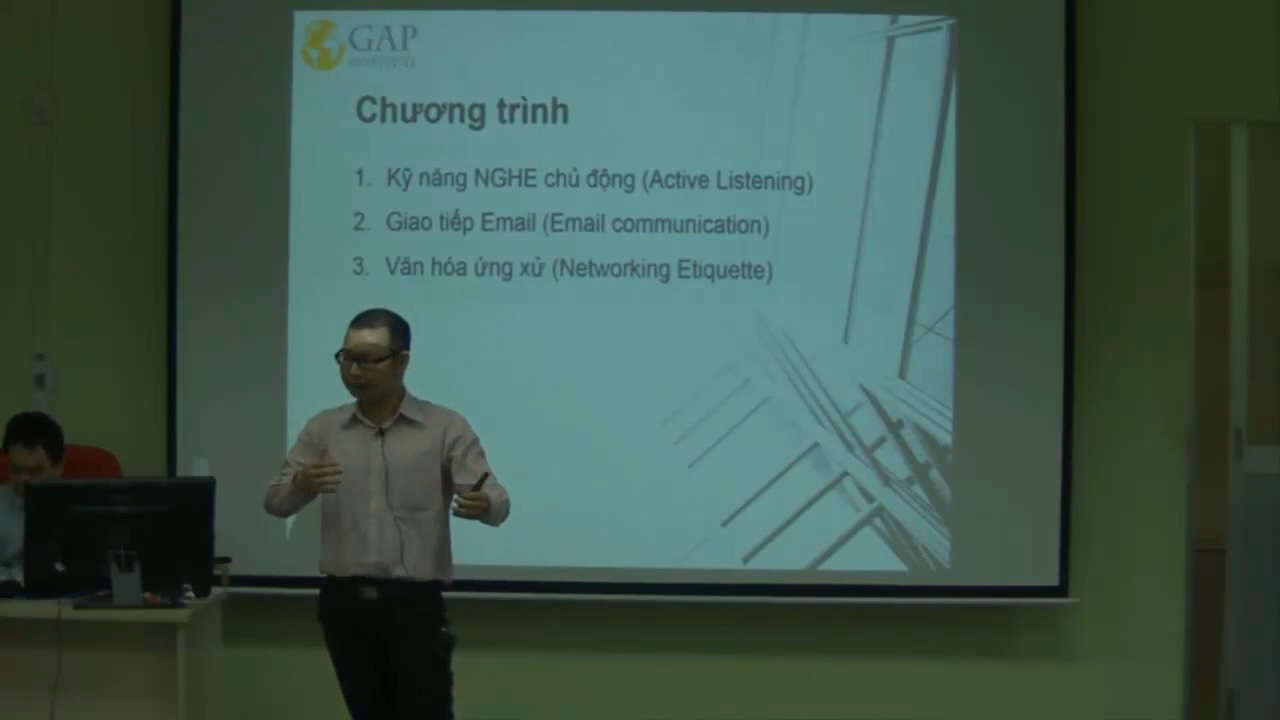 GAP
Chương trình
1. Kỹ năng NGHE chủ động (Active Listening)
2. Giao tiếp Email (Email communication)
3. Văn hóa ứng xử (Networking Etiquette)